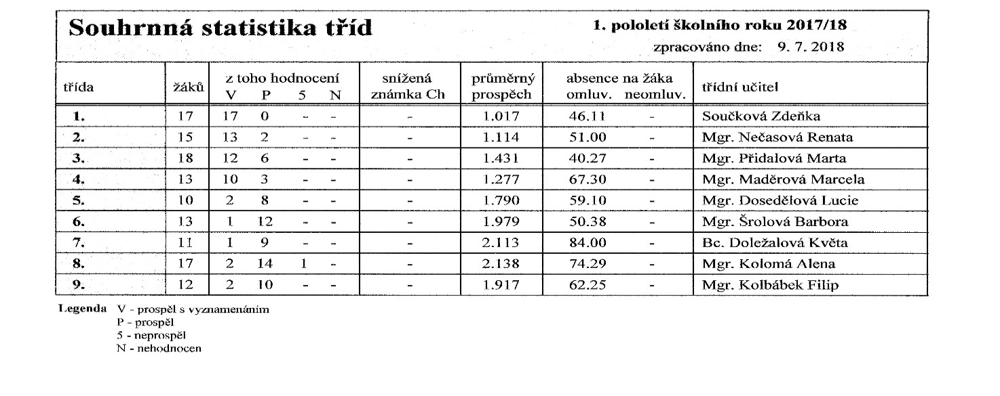 Souhrnná statistika tříd 1. pololetí školního roku 2017/18
zpracováno dne: 9. 7. 2018
třída žáků z toho hodnocení snížená průměrný absence na žáka třídní učitel
V P 5 N známka Ch prospěch omluv. neomluv.
1. 17 17 0 - - - 1.017 46.11 - Součková Zdeňka
2. 15 13 2 - - - 1.114 51.00 - Mgr. Nečasová Renata
3. 18 12 6 - - - 1.431 40.27 - Mgr. Přidalová Marta
4. 13 10 3 - - - 1.277 67.30 - Mgr. Maděrová Marcela
5. 10 2 8 - - - 1.790 59.10 - Mgr. Dosedělová Lucie
6. 13 1 12 - - - 1.979 50.38 - Mgr. Šrolová Barbora
7. 11 1 9 - - - 2.113 84.00 - Bc. Doležalová Květa
8. 17 2 14 1 - - 2.138 74.29 - Mgr. Kolomá Alena
9. 12 2 10 - - - 1.917 62.25 - Mgr. Kolbábek Filip
Legenda V - prospěl s vyznamenáním
P - prospěl
5 - neprospěl
N - nehodnocen